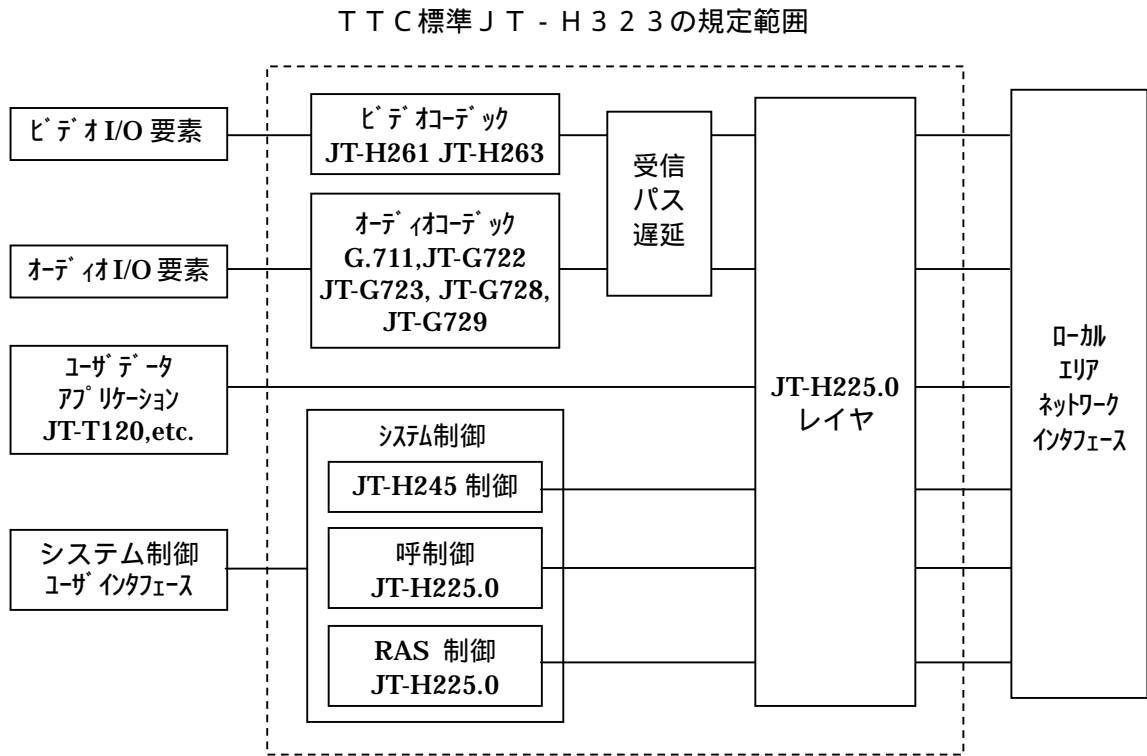 ＴＴＣ標準ＪＴ-Ｈ３２３の規定範囲
ﾋﾞﾃﾞｵ I/O 要素
ﾋﾞﾃﾞｵｺｰﾃﾞｯｸ
JT-H261 JT-H263
受信
パス
遅延
ｵｰﾃﾞｨｵ I/O 要素
ｵｰﾃﾞｨｵｺｰﾃﾞｯｸ
G.711,JT-G722
JT-G723, JT-G728,
JT-G729
ﾕｰｻﾞﾃﾞｰﾀ
ｱﾌﾟﾘｹｰｼｮﾝ
JT-T120,etc.
JT-H225.0
レイヤ
ﾛｰｶﾙ
ｴﾘｱ
ﾈｯﾄﾜｰｸ
ｲﾝﾀﾌｪｰｽ
ｼｽﾃﾑ制御
JT-H245 制御
システム制御
ﾕｰｻﾞｲﾝﾀﾌｪｰｽ
呼制御
JT-H225.0
RAS 制御
JT-H225.0